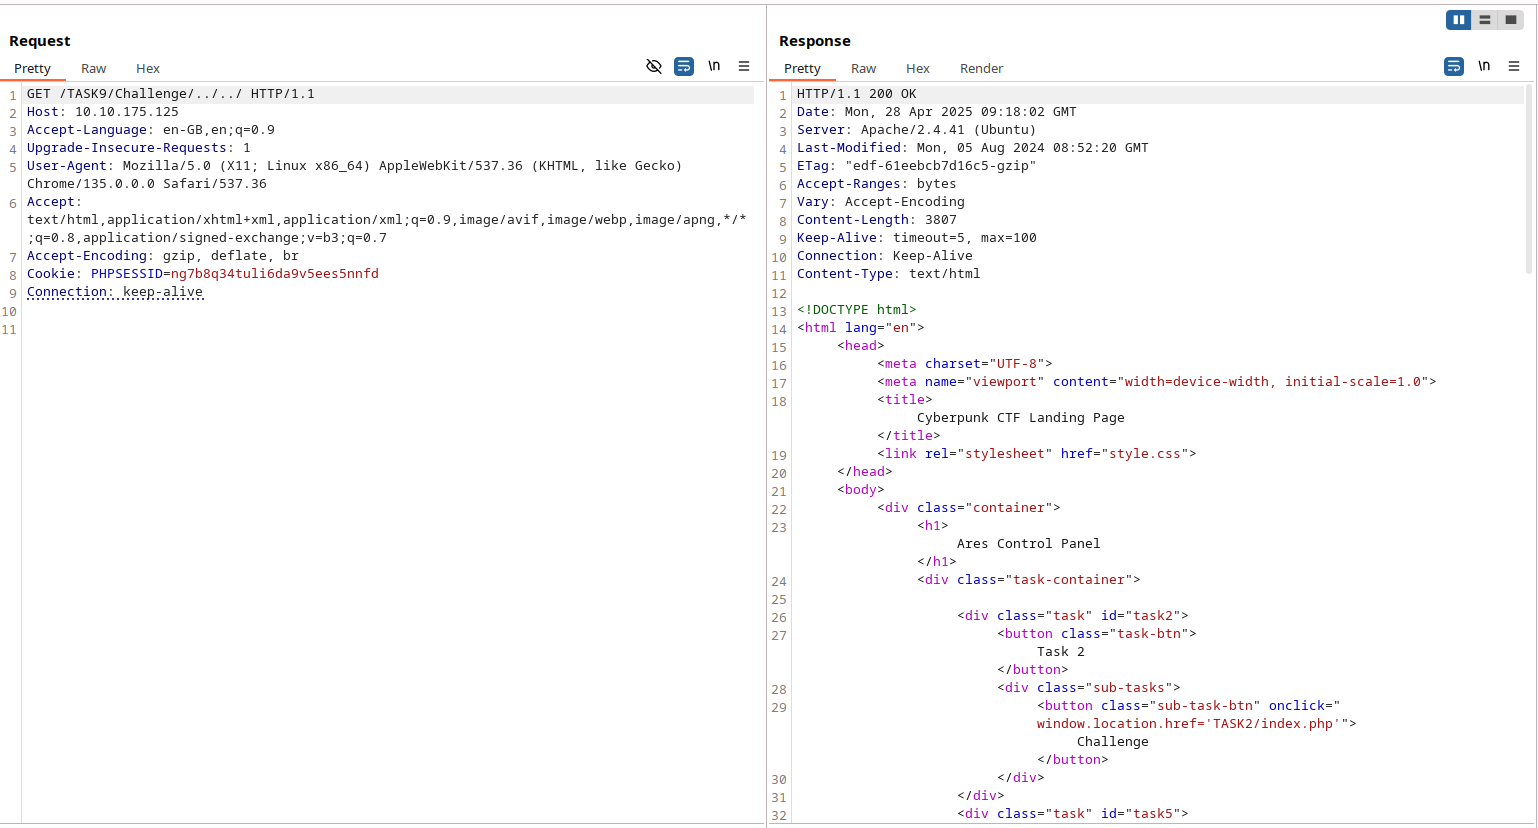 Request
Pretty Raw Hex
\n
1 GET /TASK9/Challenge/../../ HTTP/1.1
2 Host: 10.10.175.125
3 Accept-Language: en-GB,en;q=0.9
4 Upgrade-Insecure-Requests: 1
5 User-Agent: Mozilla/5.0 (X11; Linux x86_64) AppleWebKit/537.36 (KHTML, like Gecko)
Chrome/135.0.0.0 Safari/537.36
6 Accept:
text/html,application/xhtml+xml,application/xml;q=0.9,image/avif,image/webp,image/apng,*/*
;q=0.8,application/signed-exchange;v=b3;q=0.7
7 Accept-Encoding: gzip, deflate, br
8 Cookie: PHPSESSID=ng7b8q34tuli6da9v5ees5nnfd
9 Connection: keep-alive
10
11
Response
Pretty Raw Hex Render
\n
1 HTTP/1.1 200 OK
2 Date: Mon, 28 Apr 2025 09:18:02 GMT
3 Server: Apache/2.4.41 (Ubuntu)
4 Last-Modified: Mon, 05 Aug 2024 08:52:20 GMT
5 ETag: "edf-61eebcb7d16c5-gzip"
6 Accept-Ranges: bytes
7 Vary: Accept-Encoding
8 Content-Length: 3807
9 Keep-Alive: timeout=5, max=100
10 Connection: Keep-Alive
11 Content-Type: text/html
12
13 <!DOCTYPE html>
14 <html lang="en">
15 <head>
16 <meta charset="UTF-8">
17 <meta name="viewport" content="width=device-width, initial-scale=1.0">
18 <title>
Cyberpunk CTF Landing Page
</title>
19 <link rel="stylesheet" href="style.css">
20 </head>
21 <body>
22 <div class="container">
23 <h1>
Ares Control Panel
</h1>
24 <div class="task-container">
25
26 <div class="task" id="task2">
27 <button class="task-btn">
Task 2
</button>
28 <div class="sub-tasks">
29 <button class="sub-task-btn" onclick="
window.location.href='TASK2/index.php'">
Challenge
</button>
30 </div>
31 </div>
32 <div class="task" id="task5">